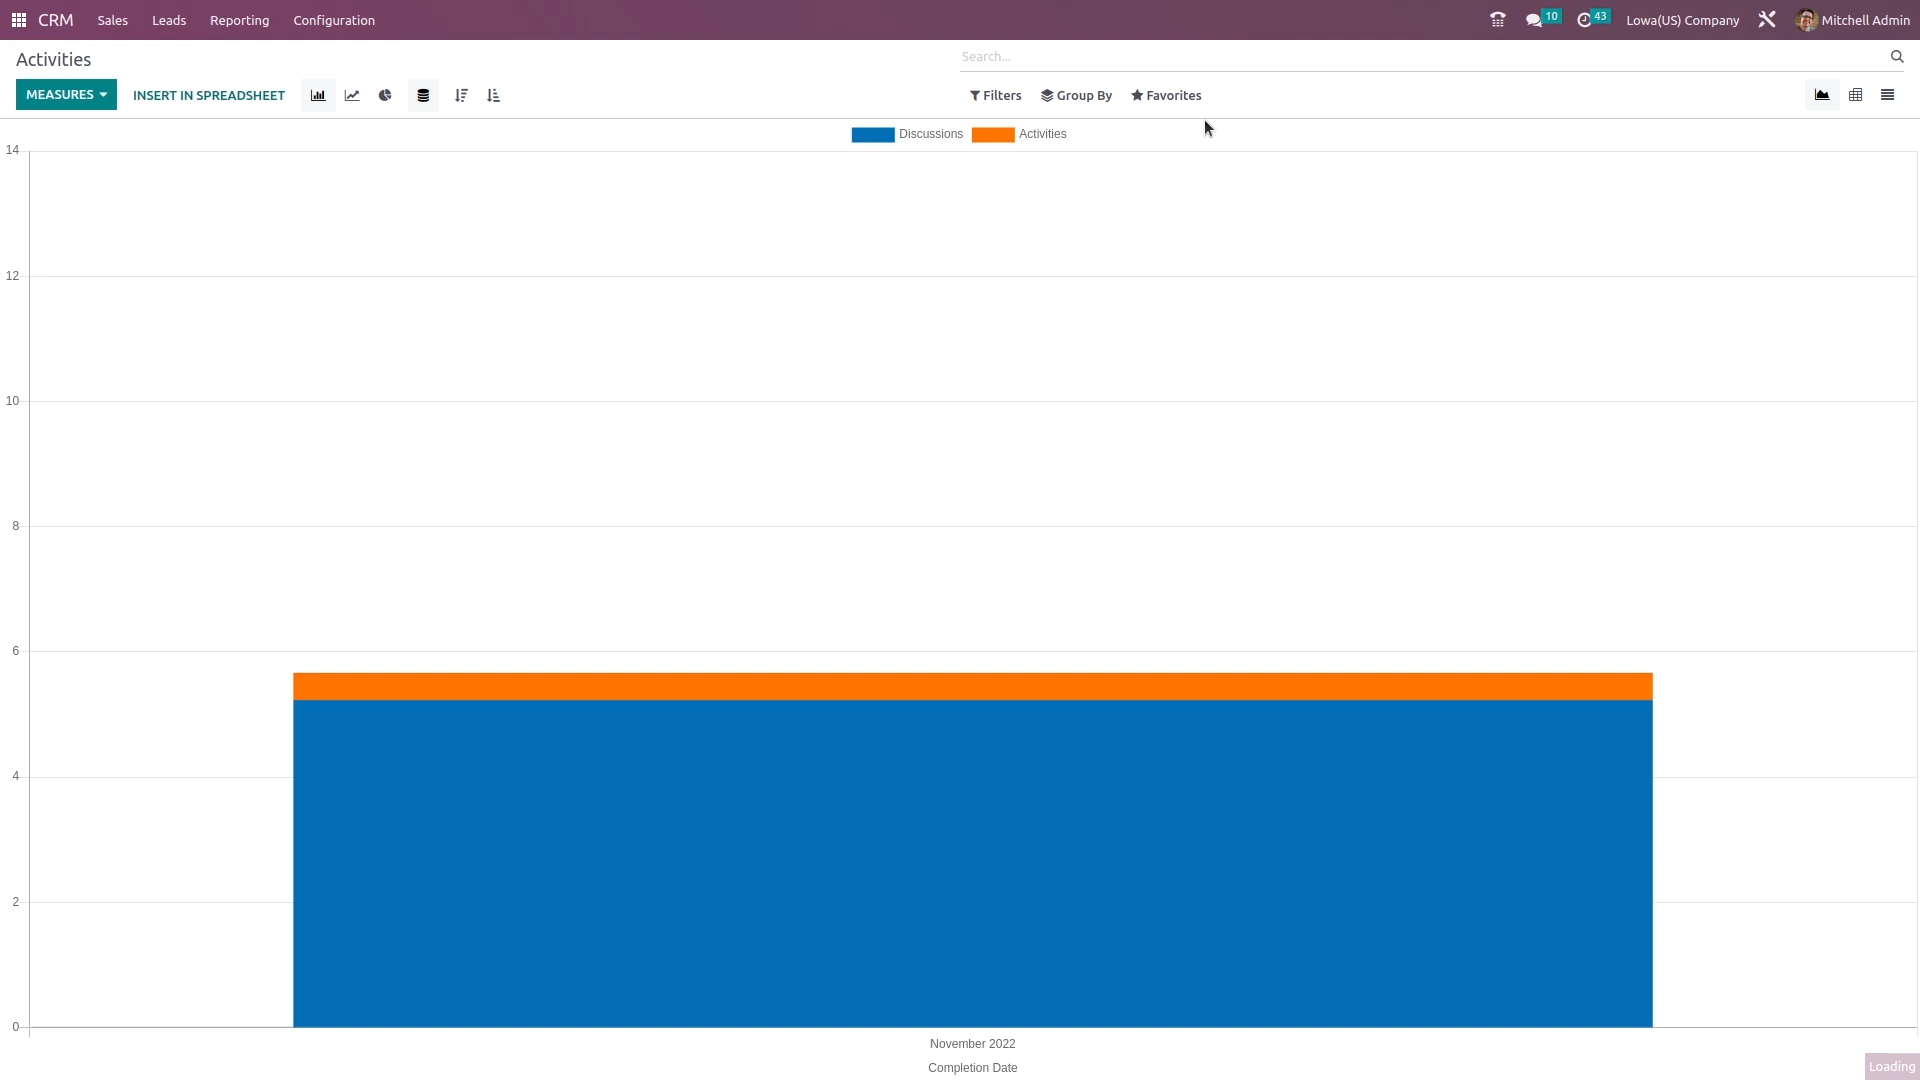 CRM Sales Leads Reporting Configuration 10 43 Lowa(US) Company Mitchell Admin
Activities
Search...
MEASURES INSERT IN SPREADSHEET Filters Group By Favorites
Discussions Activities
14
12
10
8
6
4
2
0
November 2022
Completion Date
Loading